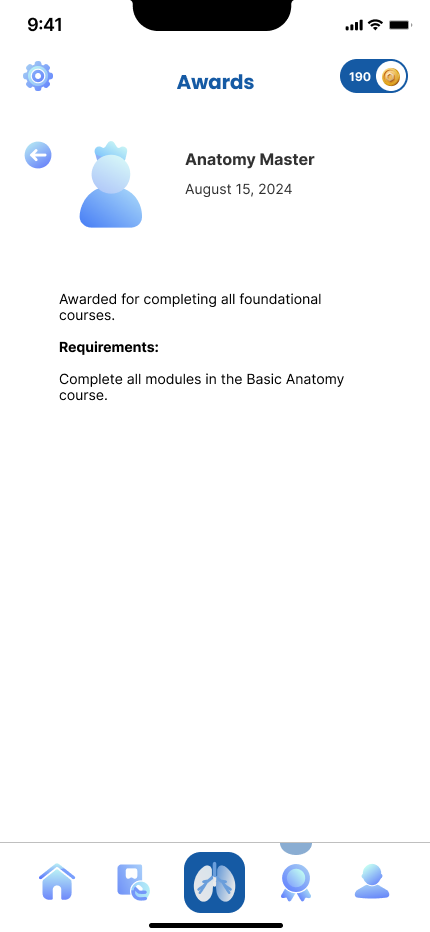 9:41
Awards
190
Anatomy Master
August 15, 2024
Awarded for completing all foundational
courses.
Requirements:
Complete all modules in the Basic Anatomy
course.